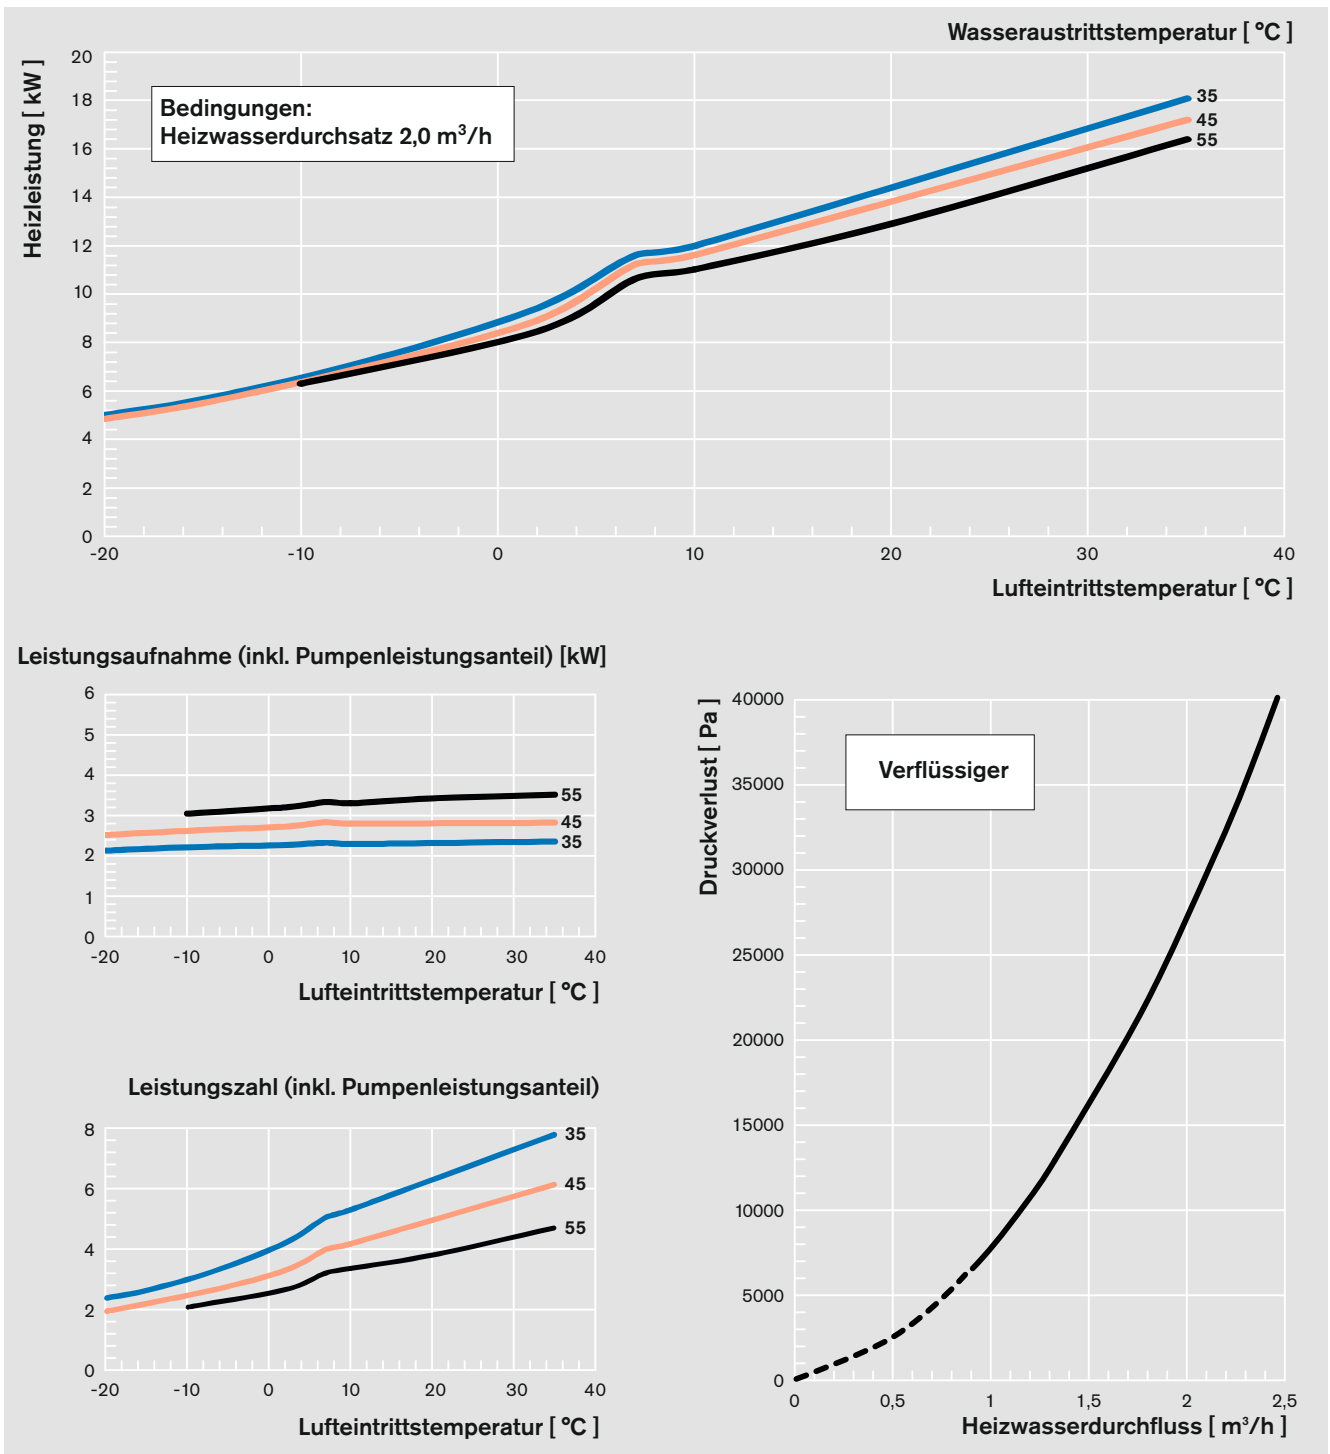 Wasseraustrittstemperatur [ °C ]
Heizleistung [ kW ]
20
18
16
14
12
10
8
6
4
2
0
Bedingungen:
Heizwasserdurchsatz 2,0 m³/h
35
45
55
-20 -10 0 10 20 30 40
Lufteintrittstemperatur [ °C ]
Leistungsaufnahme (inkl. Pumpenleistungsanteil) [kW]
6
5
4
3
2
1
0
55
45
35
-20 -10 0 10 20 30 40
Lufteintrittstemperatur [ °C ]
Leistungszahl (inkl. Pumpenleistungsanteil)
8
6
4
2
0
35
45
55
-20 -10 0 10 20 30 40
Lufteintrittstemperatur [ °C ]
Druckverlust [ Pa ]
40000
35000
30000
25000
20000
15000
10000
5000
0
Verflüssiger
0 0,5 1 1,5 2 2,5
Heizwasserdurchfluss [ m³/h ]